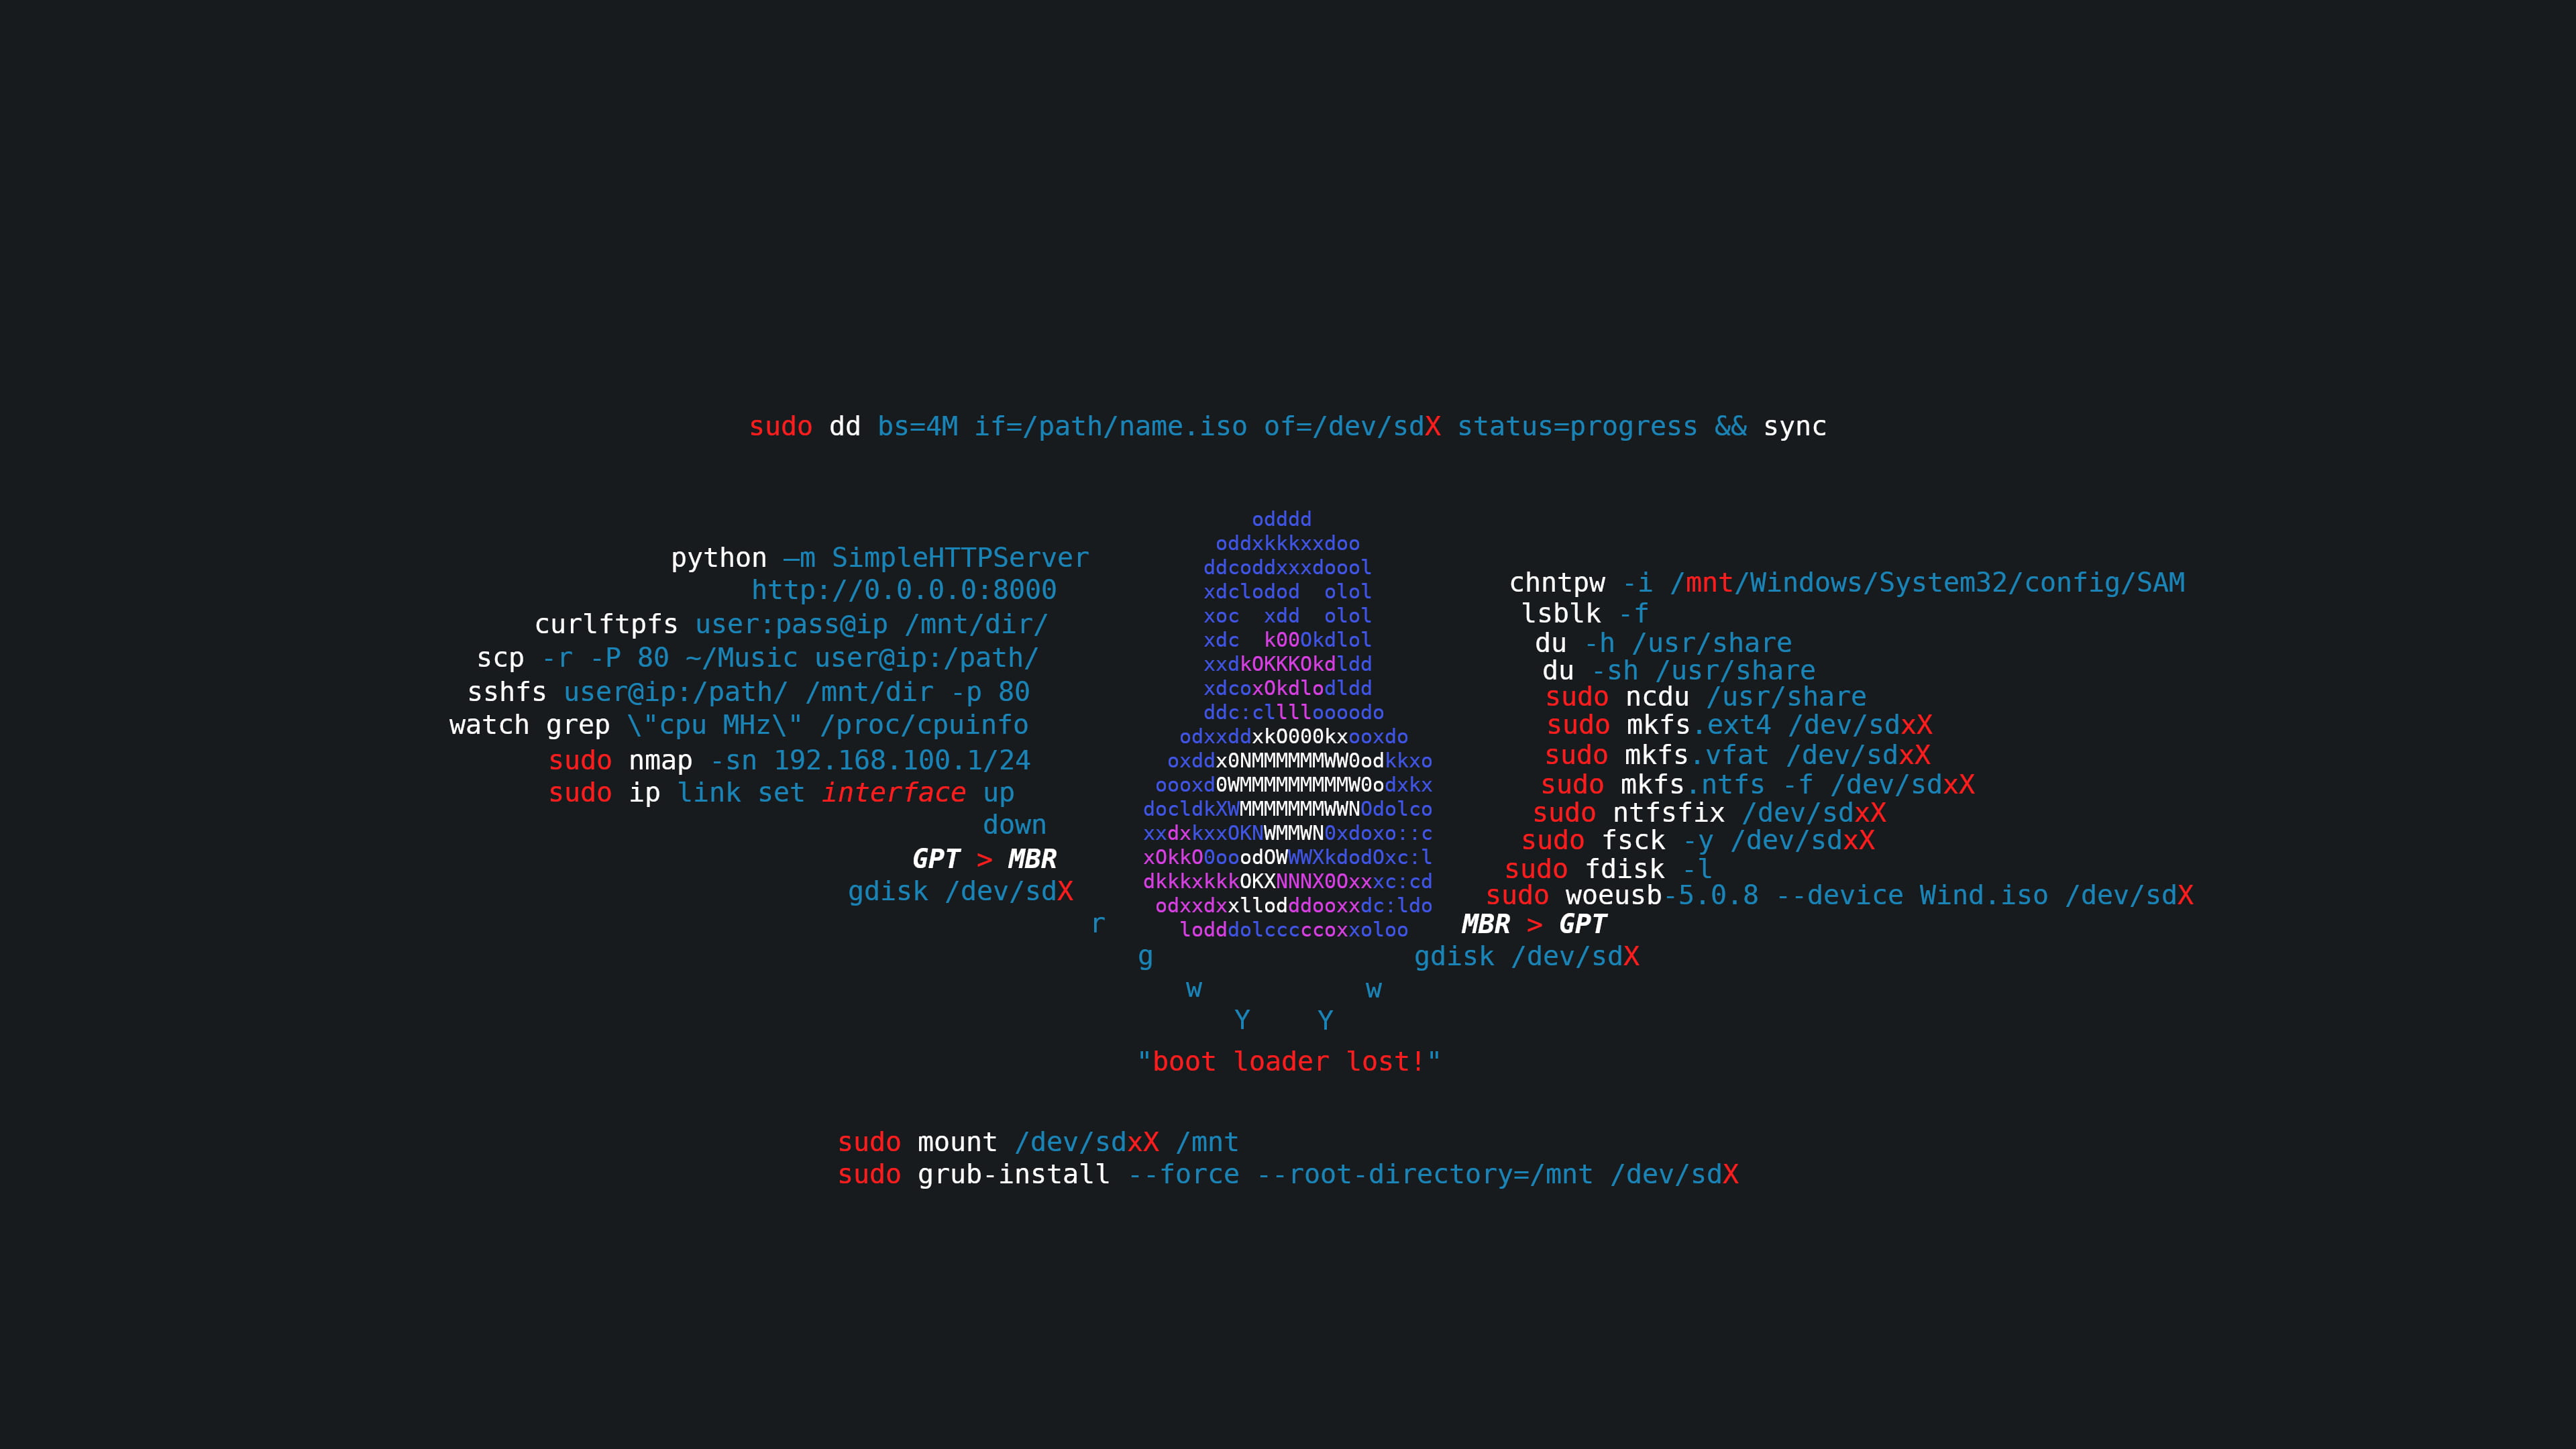 sudo dd bs=4M if=/path/name.iso of=/dev/sdX status=progress && sync
python –m SimpleHTTPServer
http://0.0.0.0:8000
curlftpfs user:pass@ip /mnt/dir/
scp -r -P 80 ~/Music user@ip:/path/
sshfs user@ip:/path/ /mnt/dir -p 80
watch grep \"cpu MHz\" /proc/cpuinfo
sudo nmap -sn 192.168.100.1/24
sudo ip link set interface up
down
GPT > MBR
gdisk /dev/sdX
r
g
w
Y
odddd
oddxkkkxxdoo
ddcoddxxxdoool
xdclodod  olol
xoc  xdd  olol
xdc  k00Okdlol
xxdkOKKKOkdldd
xdcoxOkdlodldd
ddc:clllloooodo
odxxddxkO000kxooxdo
oxddx0NMMMMMMWW0odkkxo
oooxd0WMMMMMMMMMW0odxkx
docldkXWMMMMMMMWWNOdolco
xxdxkxxOKNWMMWN0xdoxo::c
xOkkO0ooodOWWWXkdodOxc:l
dkkkxkkkOKXNNNX0Oxxxc:cd
odxxdxxllodddooxxdc:ldo
lodddolcccccoxxoloo
chntpw -i /mnt/Windows/System32/config/SAM
lsblk -f
du -h /usr/share
du -sh /usr/share
sudo ncdu /usr/share
sudo mkfs.ext4 /dev/sdxX
sudo mkfs.vfat /dev/sdxX
sudo mkfs.ntfs -f /dev/sdxX
sudo ntfsfix /dev/sdxX
sudo fsck -y /dev/sdxX
sudo fdisk -l
sudo woeusb-5.0.8 --device Wind.iso /dev/sdX
MBR > GPT
gdisk /dev/sdX
w
Y
"boot loader lost!"
sudo mount /dev/sdxX /mnt
sudo grub-install --force --root-directory=/mnt /dev/sdX